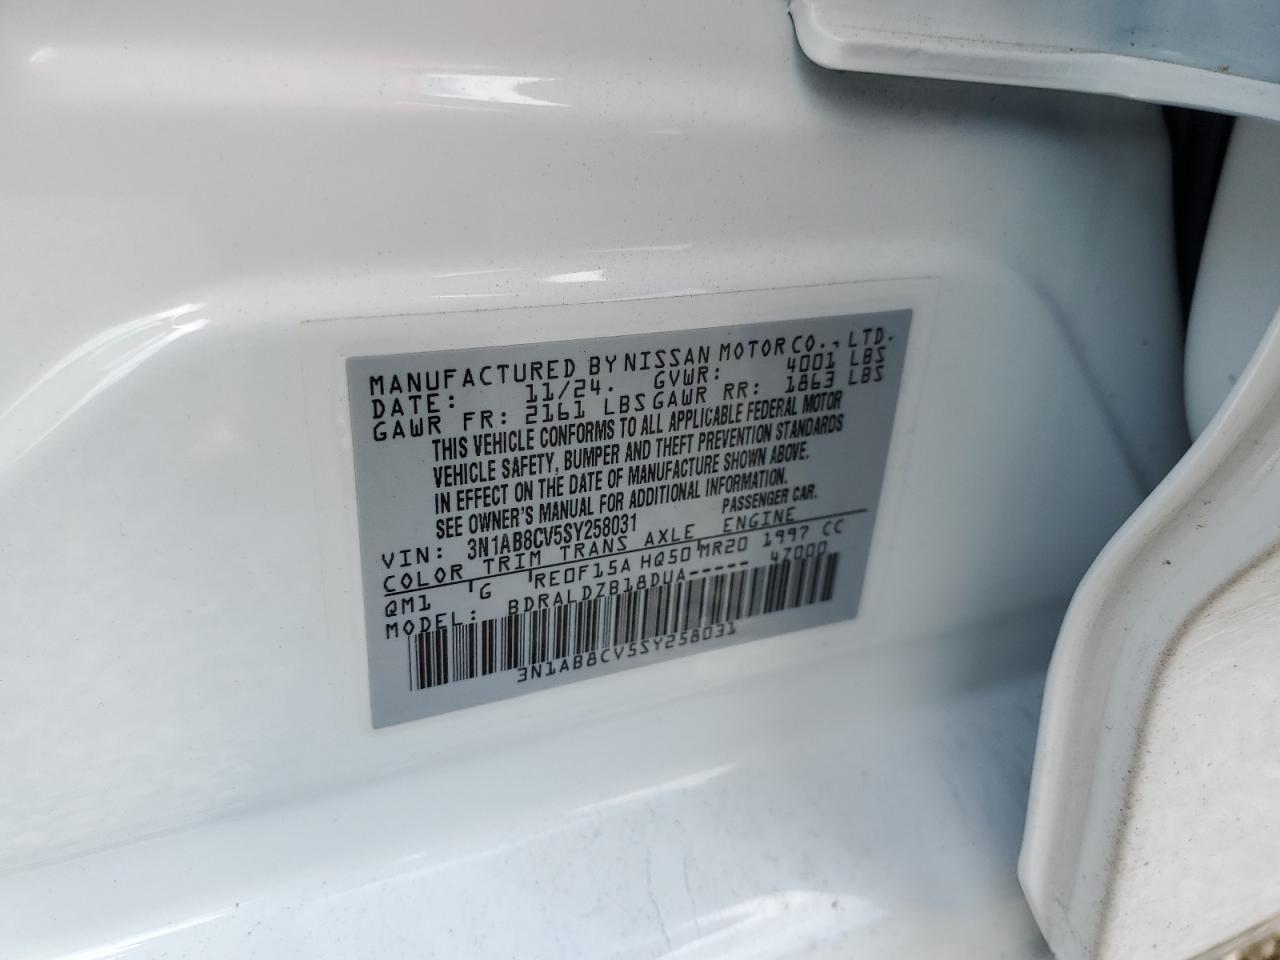 MANUFACTURED BY NISSAN MOTOR CO., LTD.
DATE: 11/24. GVWR: 4001 LBS
GAWR FR: 2161 LBS GAWR RR: 1863 LBS
THIS VEHICLE CONFORMS TO ALL APPLICABLE FEDERAL MOTOR
VEHICLE SAFETY, BUMPER AND THEFT PREVENTION STANDARDS
IN EFFECT ON THE DATE OF MANUFACTURE SHOWN ABOVE.
SEE OWNER'S MANUAL FOR ADDITIONAL INFORMATION.
VIN: 3N1AB8CV5SY258031 PASSENGER CAR.
COLOR TRIM TRANS AXLE ENGINE
QM1 G RE0F15A HQ50 MR20 1997 CC
MODEL: BDRALDZB18DUA----- 4Z000
3N1AB8CV5SY258031